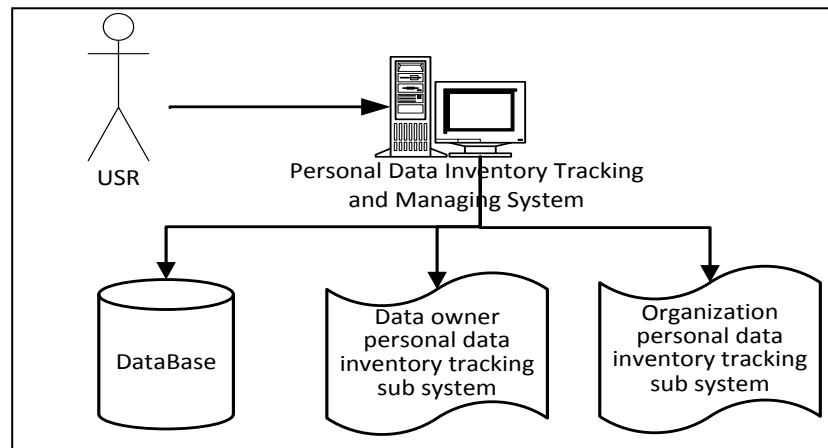 USR
Personal Data Inventory Tracking
and Managing System
DataBase
Data owner
personal data
inventory tracking
sub system
Organization
personal data
inventory tracking
sub system